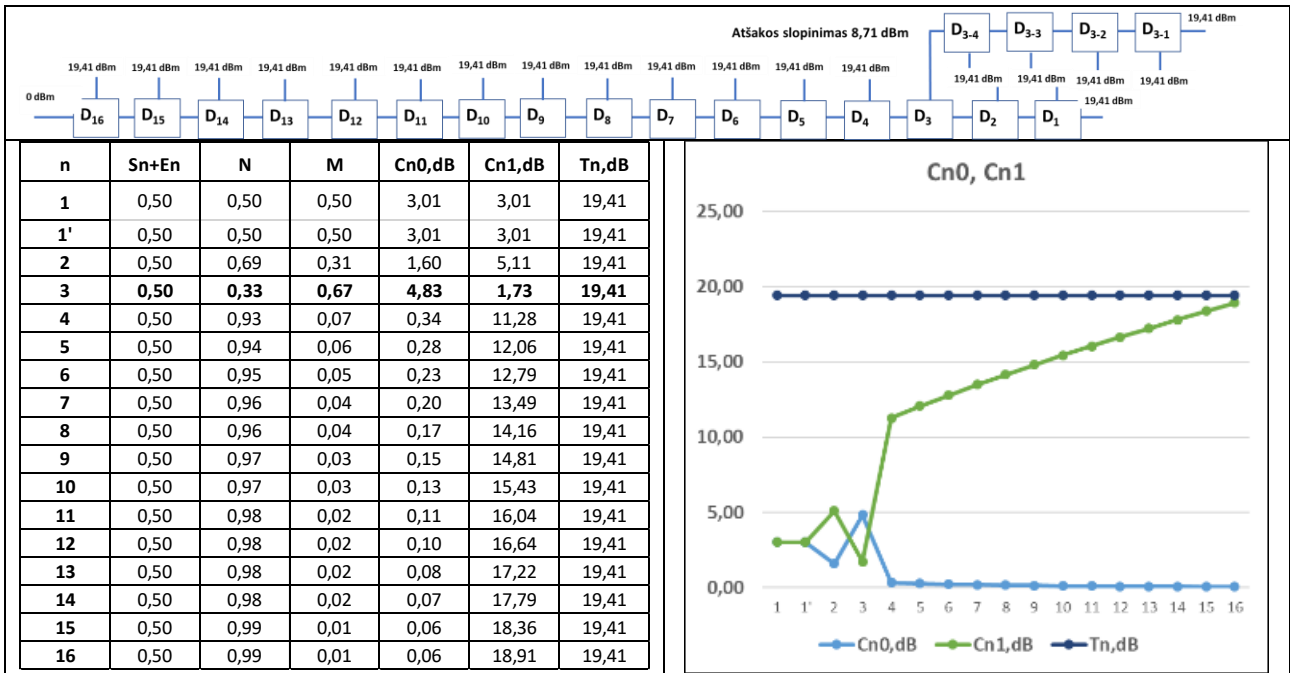 Atšakos slopinimas 8,71 dBm
D3-4 D3-3 D3-2 D3-1 19,41 dBm
19,41 dBm 19,41 dBm 19,41 dBm 19,41 dBm
19,41 dBm 19,41 dBm 19,41 dBm 19,41 dBm 19,41 dBm 19,41 dBm 19,41 dBm 19,41 dBm 19,41 dBm 19,41 dBm 19,41 dBm 19,41 dBm 19,41 dBm
19,41 dBm
0 dBm
D16 D15 D14 D13 D12 D11 D10 D9 D8 D7 D6 D5 D4 D3 D2 D1
n Sn+En N M Cn0,dB Cn1,dB Tn,dB
1 0,50 0,50 0,50 3,01 3,01 19,41
1' 0,50 0,50 0,50 3,01 3,01 19,41
2 0,50 0,69 0,31 1,60 5,11 19,41
3 0,50 0,33 0,67 4,83 1,73 19,41
4 0,50 0,93 0,07 0,34 11,28 19,41
5 0,50 0,94 0,06 0,28 12,06 19,41
6 0,50 0,95 0,05 0,23 12,79 19,41
7 0,50 0,96 0,04 0,20 13,49 19,41
8 0,50 0,96 0,04 0,17 14,16 19,41
9 0,50 0,97 0,03 0,15 14,81 19,41
10 0,50 0,97 0,03 0,13 15,43 19,41
11 0,50 0,98 0,02 0,11 16,04 19,41
12 0,50 0,98 0,02 0,10 16,64 19,41
13 0,50 0,98 0,02 0,08 17,22 19,41
14 0,50 0,98 0,02 0,07 17,79 19,41
15 0,50 0,99 0,01 0,06 18,36 19,41
16 0,50 0,99 0,01 0,06 18,91 19,41
Cn0, Cn1
25,00
20,00
15,00
10,00
5,00
0,00
1 1' 2 3 4 5 6 7 8 9 10 11 12 13 14 15 16
Cn0,dB Cn1,dB Tn,dB